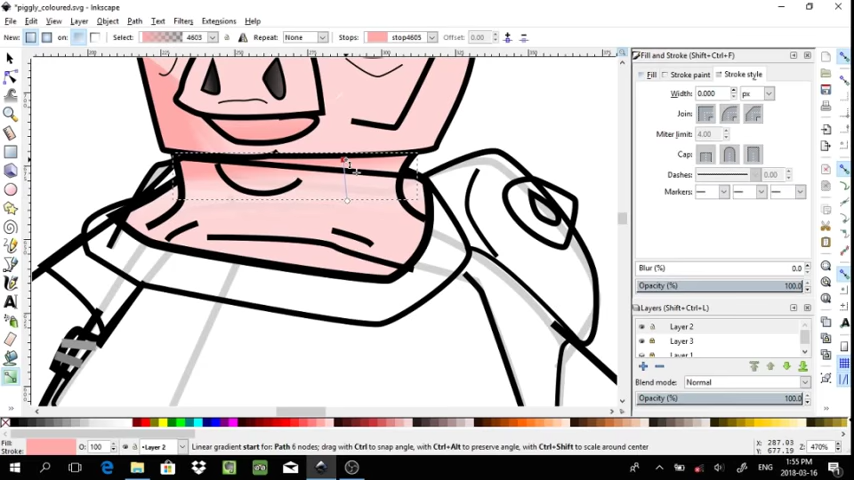 *piggly_coloured.svg - Inkscape
File Edit View Layer Object Path Text Filters Extensions Help
New: on: Select: 4603 Repeat: None Stops: stop4605 Offset: 0.00
Fill and Stroke (Shift+Ctrl+F)
Fill Stroke paint Stroke style
Width: 0.000 px
Join:
Miter limit: 4.00
Cap:
Dashes: 0.00
Markers:
Blur (%) 0.0
Opacity (%) 100.0
Layers (Shift+Ctrl+L)
Layer 2
Layer 3
Layer 1
Blend mode: Normal
Opacity (%) 100.0
Fill: O: 100 Layer 2 Linear gradient start for: Path 6 nodes; drag with Ctrl to snap angle, with Ctrl+Alt to preserve angle, with Ctrl+Shift to scale around center X: 287.03 Z: 470%
Stroke: Y: 677.19
ENG 1:55 PM
2018-03-16